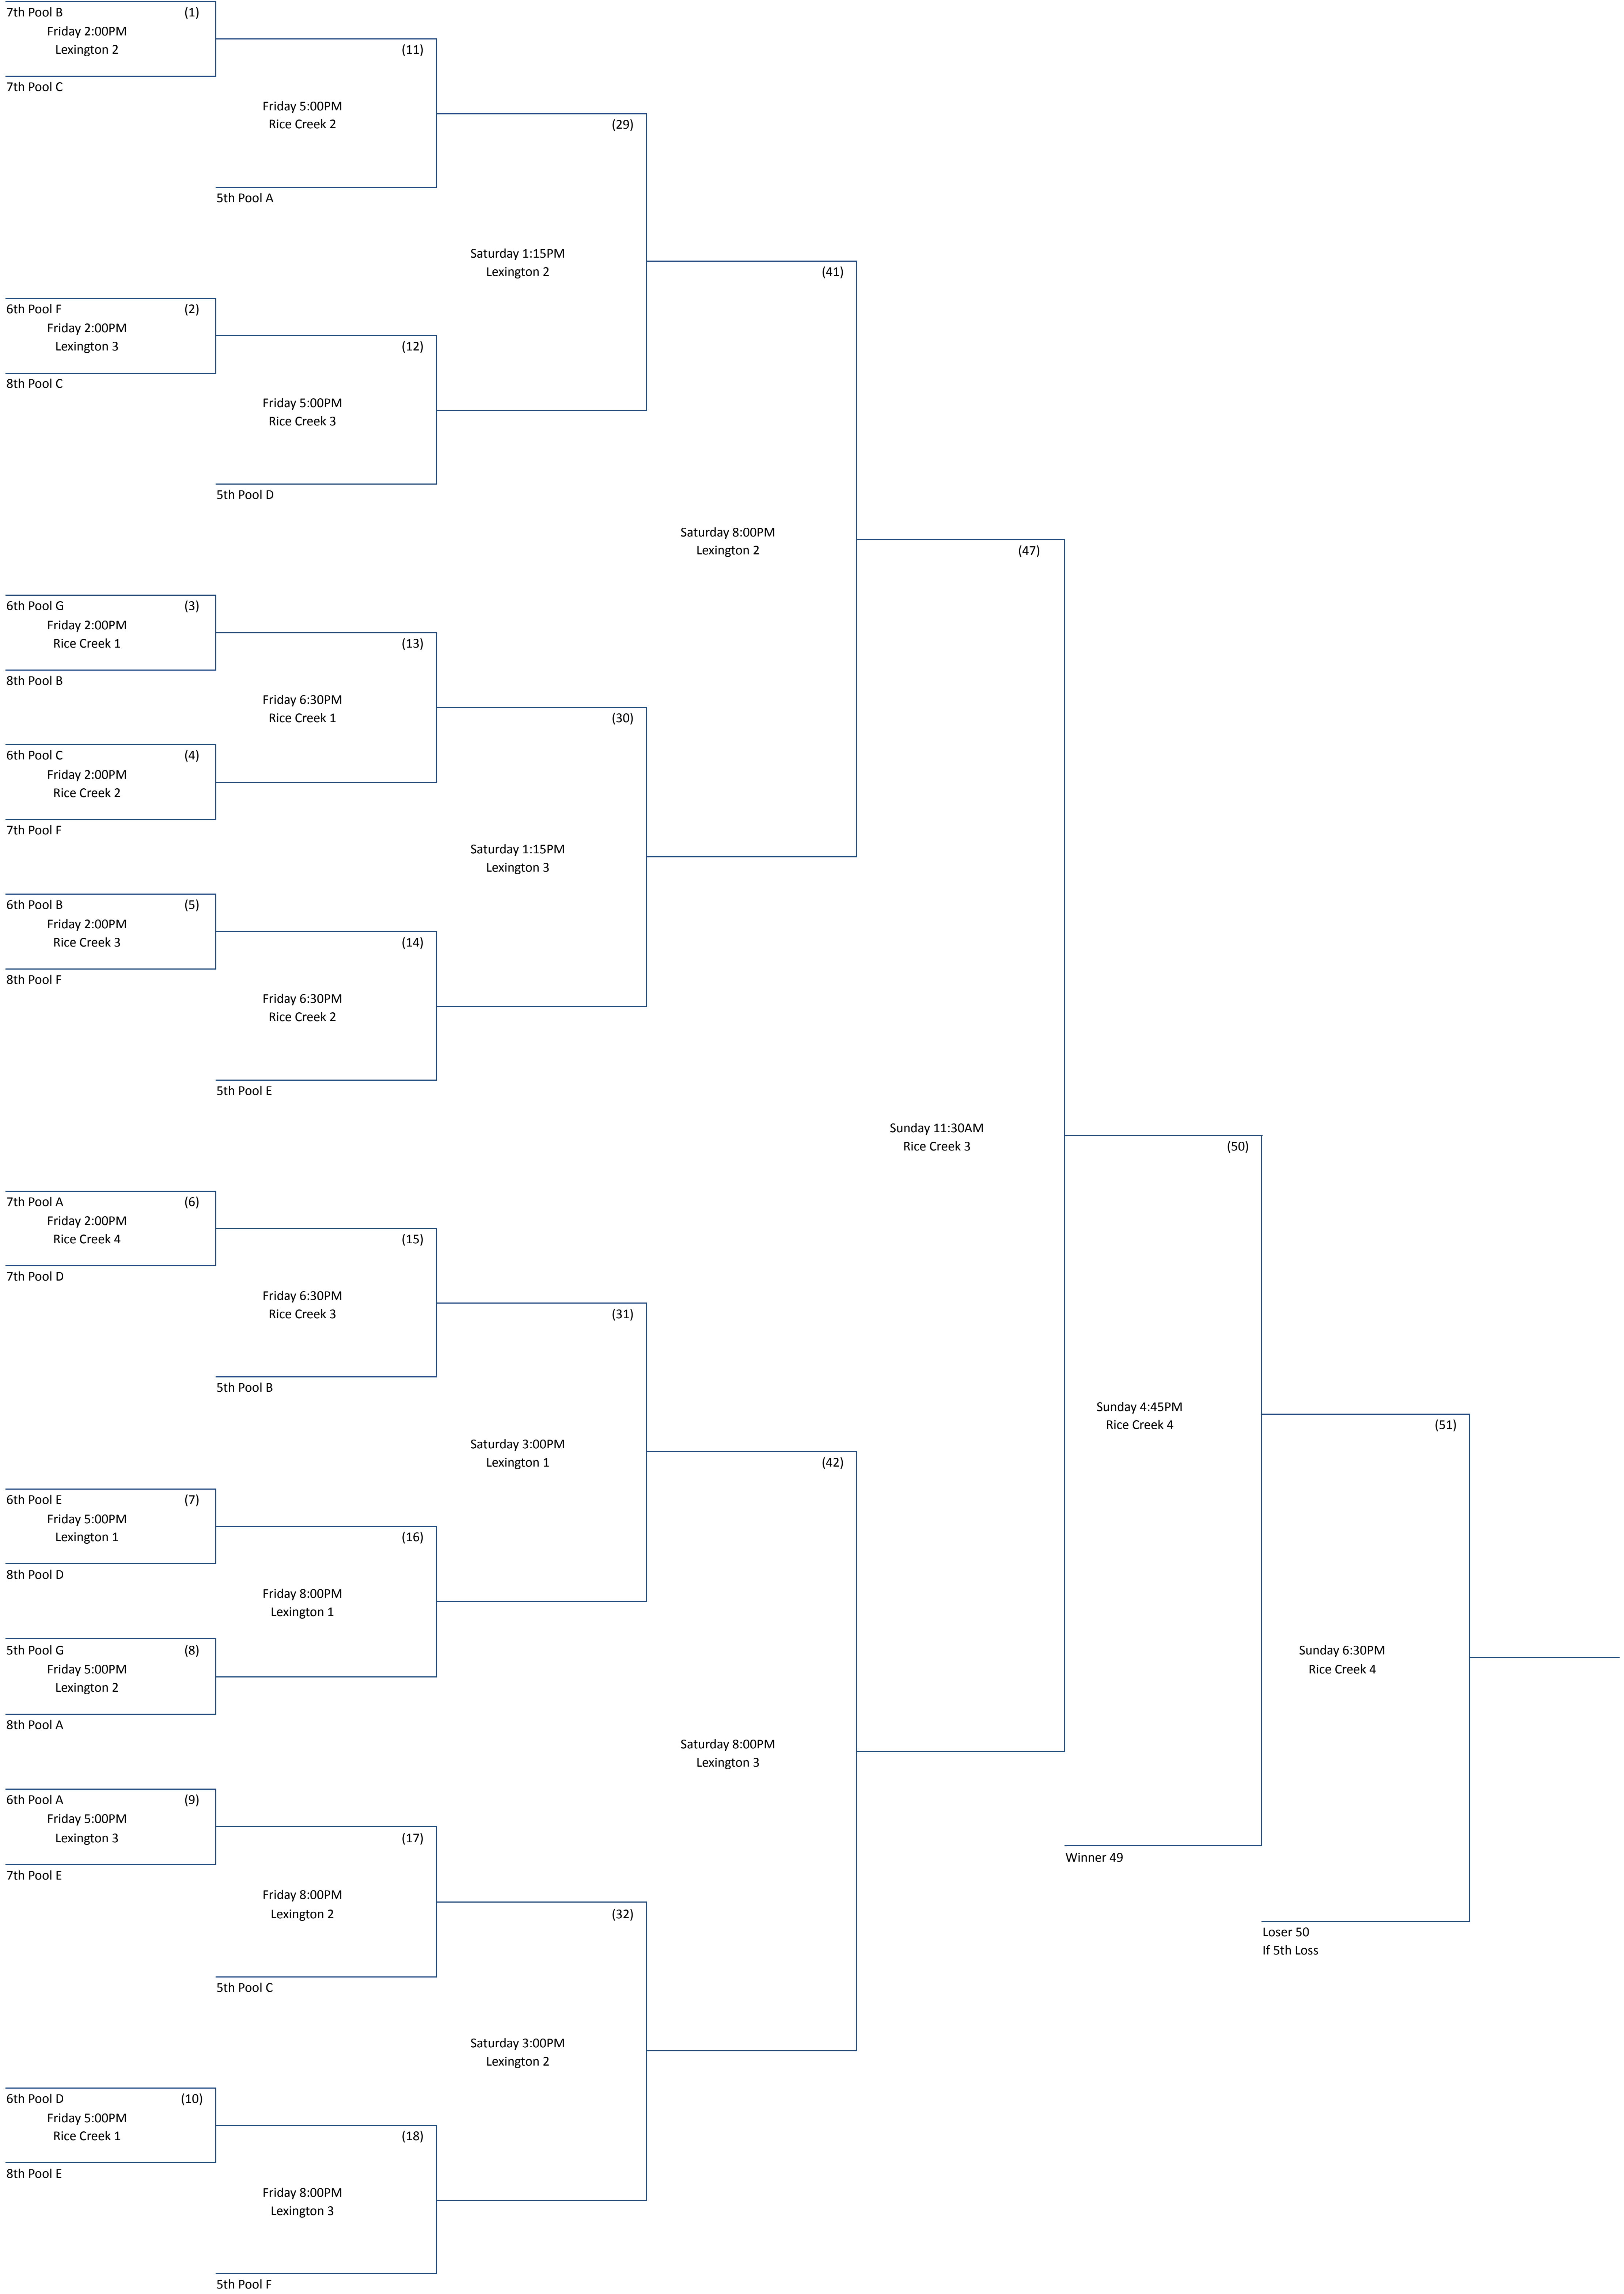 7th Pool B (1)
Friday 2:00PM
Lexington 2
7th Pool C
(11)
Friday 5:00PM
Rice Creek 2
5th Pool A
(29)
Saturday 1:15PM
Lexington 2
6th Pool F (2)
Friday 2:00PM
Lexington 3
8th Pool C
(12)
Friday 5:00PM
Rice Creek 3
5th Pool D
(41)
Saturday 8:00PM
Lexington 2
6th Pool G (3)
Friday 2:00PM
Rice Creek 1
8th Pool B
(13)
Friday 6:30PM
Rice Creek 1
6th Pool C (4)
Friday 2:00PM
Rice Creek 2
7th Pool F
(30)
Saturday 1:15PM
Lexington 3
6th Pool B (5)
Friday 2:00PM
Rice Creek 3
8th Pool F
(14)
Friday 6:30PM
Rice Creek 2
5th Pool E
(47)
Sunday 11:30AM
Rice Creek 3
7th Pool A (6)
Friday 2:00PM
Rice Creek 4
7th Pool D
(15)
Friday 6:30PM
Rice Creek 3
5th Pool B
(31)
Saturday 3:00PM
Lexington 1
6th Pool E (7)
Friday 5:00PM
Lexington 1
8th Pool D
(16)
Friday 8:00PM
Lexington 1
5th Pool G (8)
Friday 5:00PM
Lexington 2
8th Pool A
(42)
Saturday 8:00PM
Lexington 3
6th Pool A (9)
Friday 5:00PM
Lexington 3
7th Pool E
(17)
Friday 8:00PM
Lexington 2
5th Pool C
(32)
Saturday 3:00PM
Lexington 2
6th Pool D (10)
Friday 5:00PM
Rice Creek 1
8th Pool E
(18)
Friday 8:00PM
Lexington 3
5th Pool F
(50)
Sunday 4:45PM
Rice Creek 4
Winner 49
(51)
Sunday 6:30PM
Rice Creek 4
Loser 50
If 5th Loss